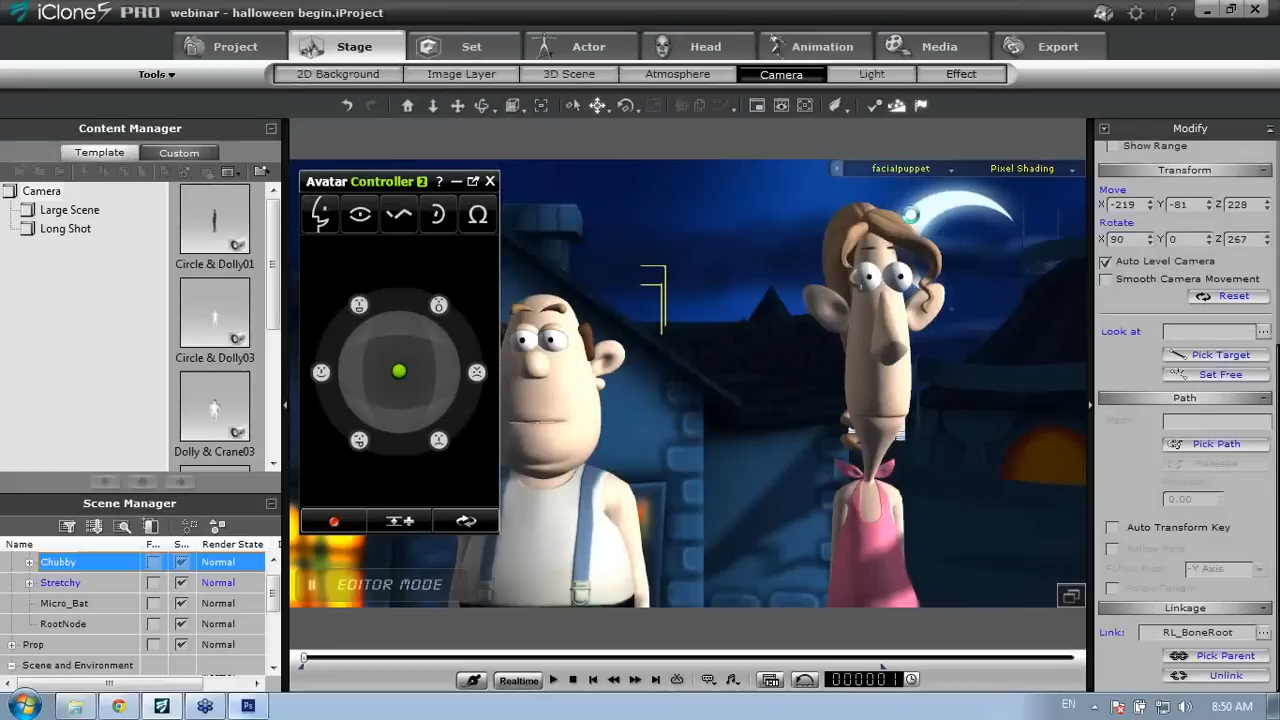 iClone5 PRO webinar - halloween begin.iProject
Project Stage Set Actor Head Animation Media Export
Tools
2D Background Image Layer 3D Scene Atmosphere Camera Light Effect
Content Manager
Template Custom
Camera
Large Scene
Long Shot
Circle & Dolly01
Circle & Dolly03
Dolly & Crane03
Scene Manager
Name F... S... Render State
Chubby Normal
Stretchy Normal
Micro_Bat Normal
RootNode Normal
Prop Normal
Scene and Environment Normal
facialpuppet Pixel Shading
Avatar Controller 2 ?
EDITOR MODE
Realtime
000001
Modify
Show Range
Transform
Move
X -219 Y -81 Z 228
Rotate
X 90 Y 0 Z 267
Auto Level Camera
Smooth Camera Movement
Reset
Look at
Pick Target
Set Free
Path
Pick Path
Release
0.00
Auto Transform Key
Follow Path
-Y Axis
Linkage
Link: RL_BoneRoot
Pick Parent
Unlink
EN 8:50 AM